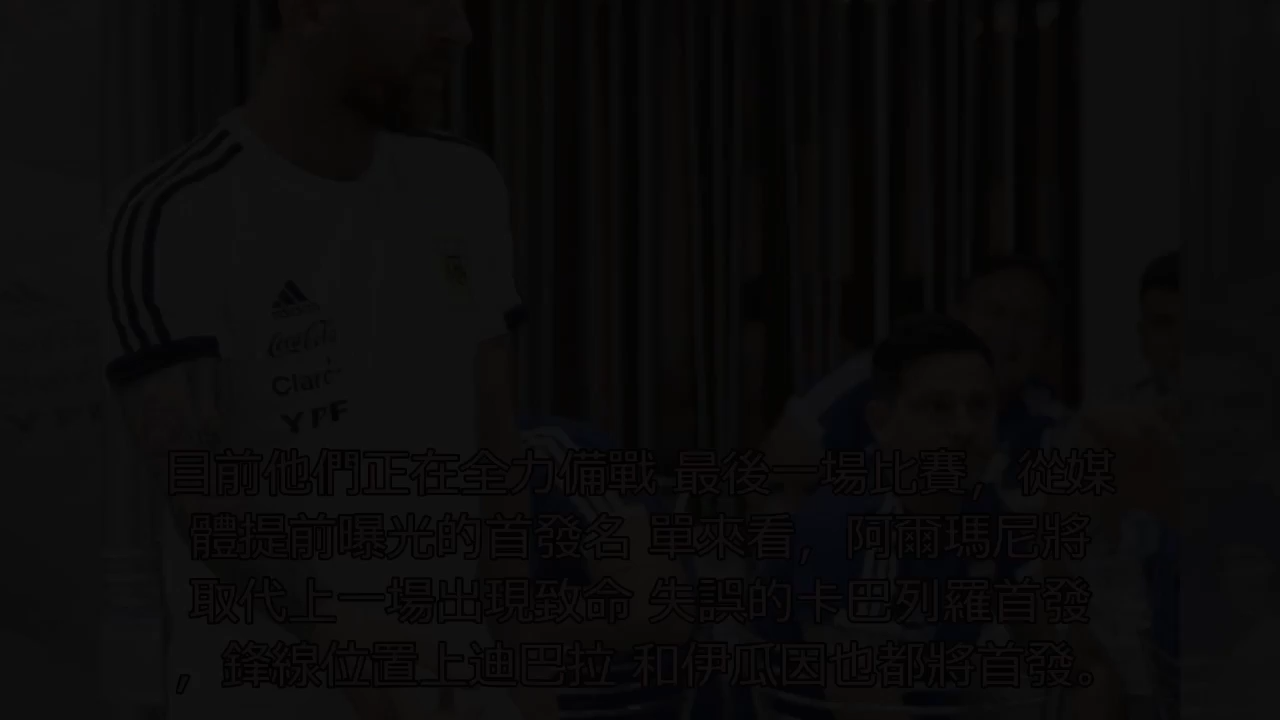 Coca-Cola
Claro
YPF
目前他們正在全力備戰 最後一場比賽，從媒
體提前曝光的首發名 單來看，阿爾瑪尼將
取代上一場出現致命 失誤的卡巴列羅首發
，鋒線位置上迪巴拉 和伊瓜因也都將首發。